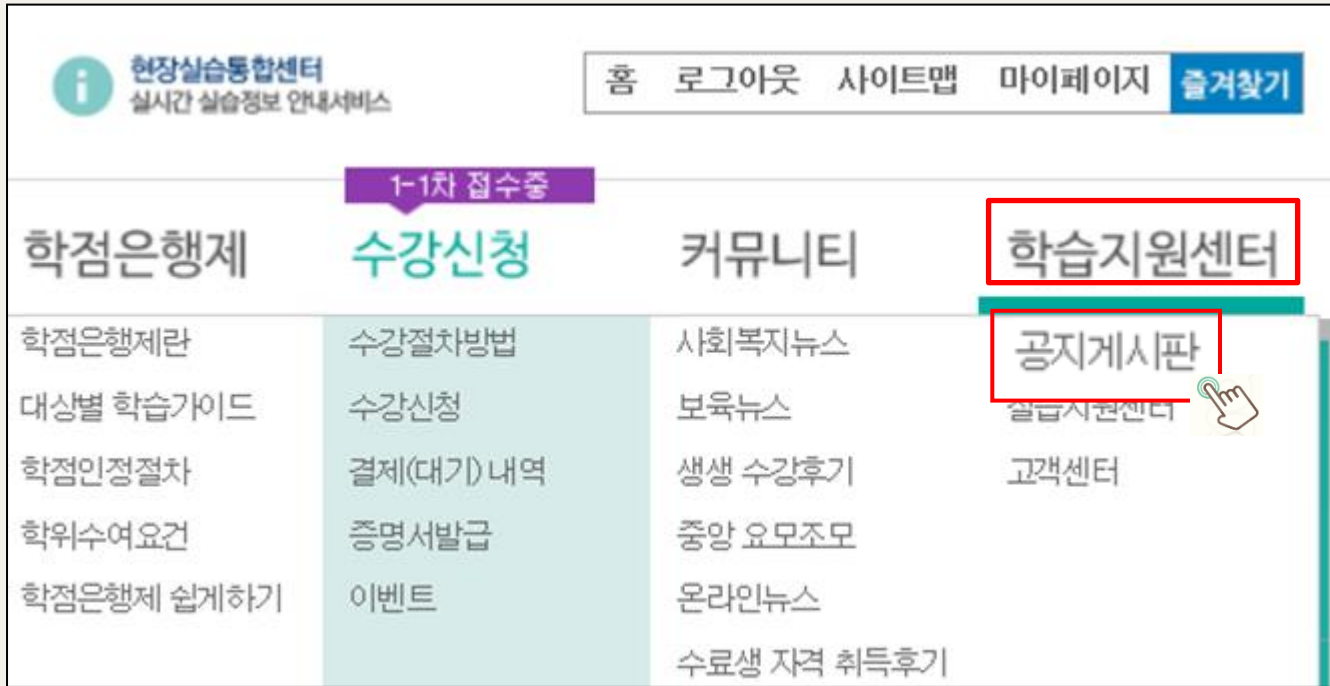 현장실습통합센터
실시간 실습정보 안내서비스
홈 로그아웃 사이트맵 마이페이지 즐겨찾기
1-1차 접수중
학점은행제 수강신청 커뮤니티 학습지원센터
학점은행제란 수강절차방법 사회복지뉴스 공지게시판
대상별 학습가이드 수강신청 보육뉴스 실습지원센터
학점인정절차 결제(대기) 내역 생생 수강후기 고객센터
학위수여요건 증명서발급 중앙 요모조모
학점은행제 쉽게하기 이벤트 온라인뉴스
수료생 자격 취득후기